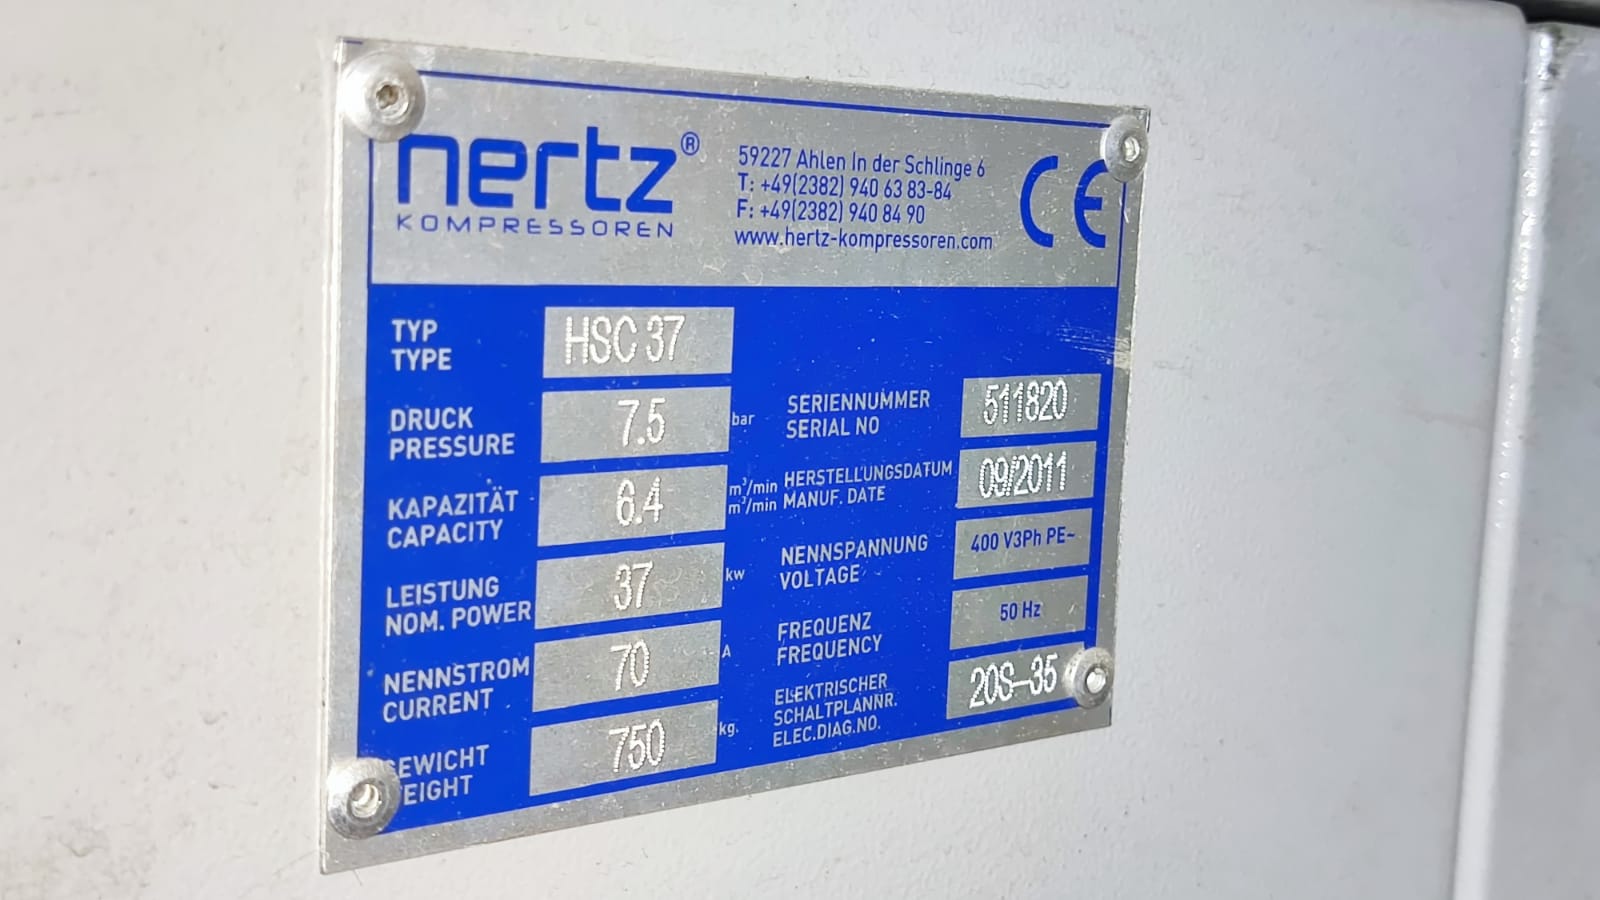 hertz®
KOMPRESSOREN
59227 Ahlen In der Schlinge 6
T: +49(2382) 940 63 83-84
F: +49(2382) 940 84 90
www.hertz-kompressoren.com
CE
TYP
TYPE
HSC 37
DRUCK
PRESSURE
7.5 bar
KAPAZITÄT
CAPACITY
6.4 m³/min
m³/min
LEISTUNG
NOM. POWER
37 kw
NENNSTROM
CURRENT
70 A
GEWICHT
WEIGHT
750 kg.
SERIENNUMMER
SERIAL NO
511820
HERSTELLUNGSDATUM
MANUF. DATE
09/2011
NENNSPANNUNG
VOLTAGE
400 V3Ph PE~
FREQUENZ
FREQUENCY
50 Hz
ELEKTRISCHER
SCHALTPLANNR.
ELEC.DIAG.NO.
20S-35